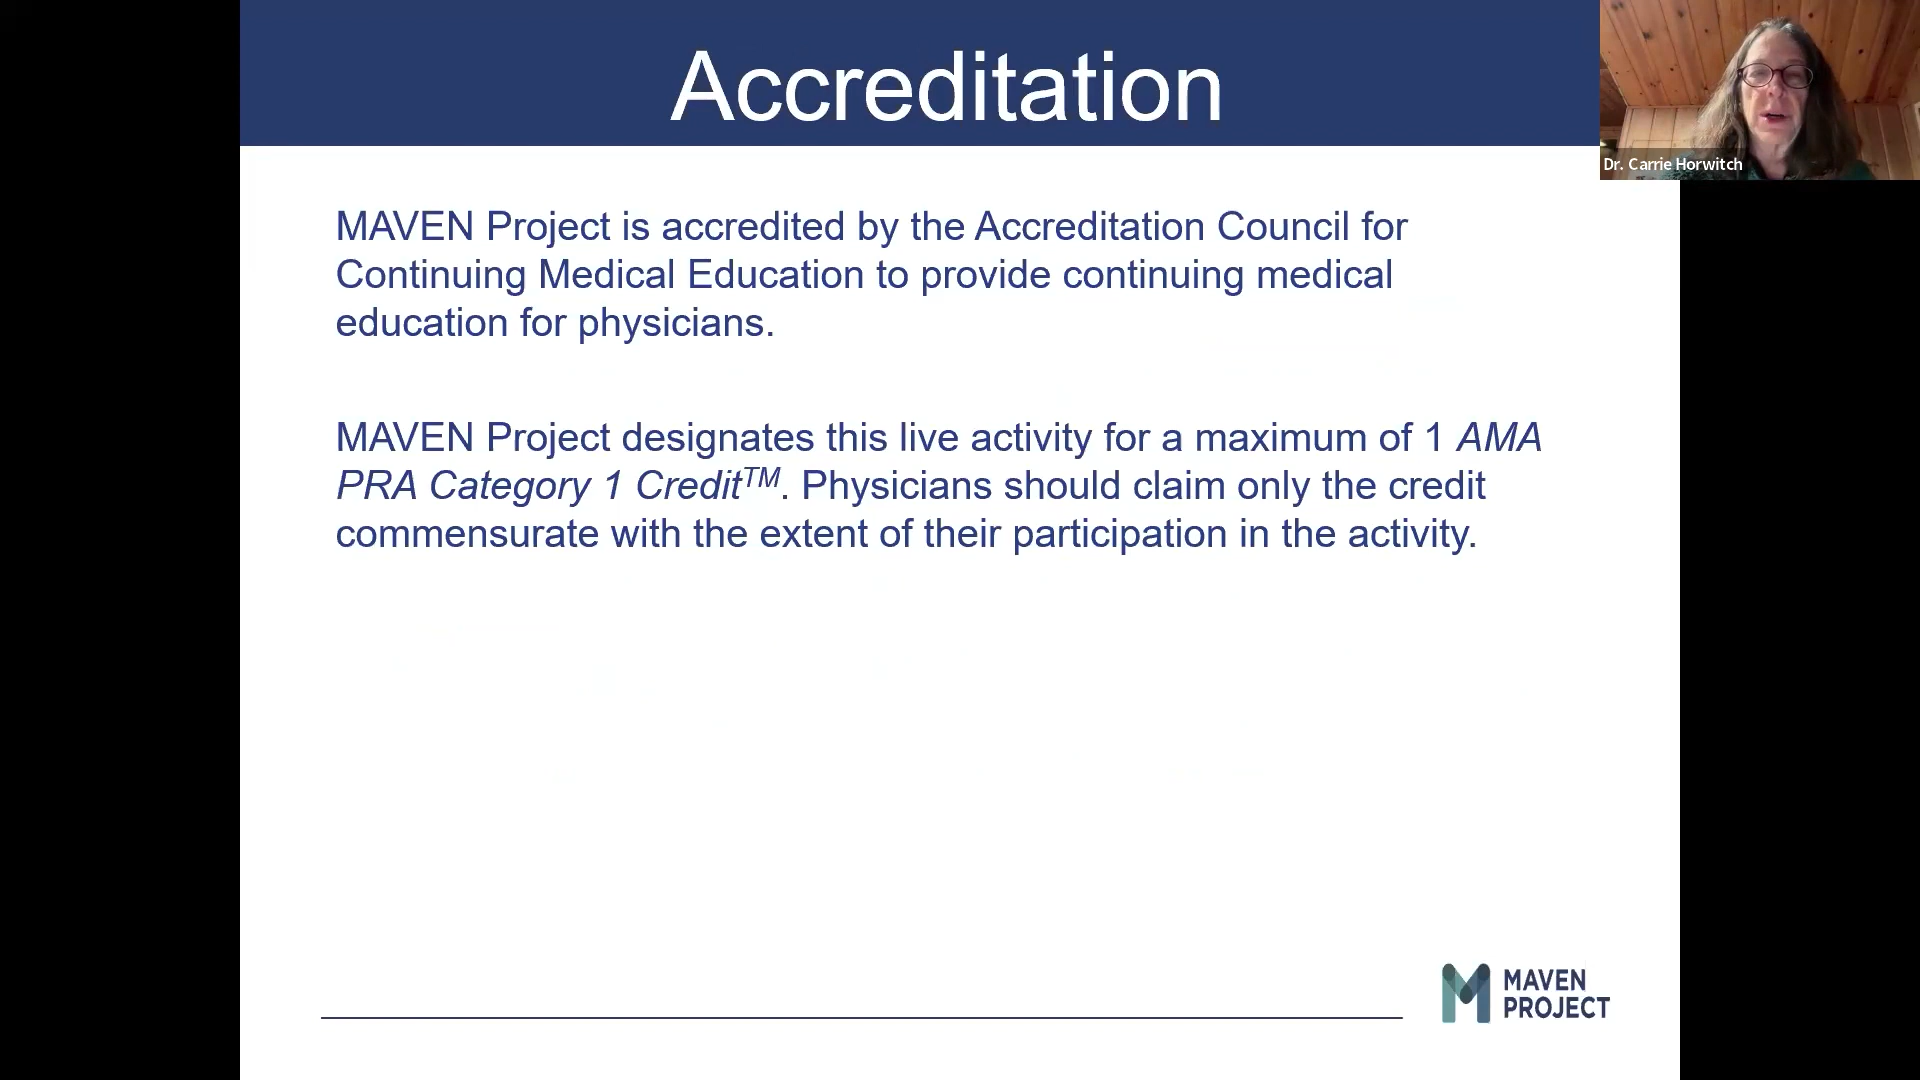 Accreditation
Dr. Carrie Horwitch
MAVEN Project is accredited by the Accreditation Council for
Continuing Medical Education to provide continuing medical
education for physicians.
MAVEN Project designates this live activity for a maximum of 1 AMA
PRA Category 1 Credit™. Physicians should claim only the credit
commensurate with the extent of their participation in the activity.
MAVEN
PROJECT